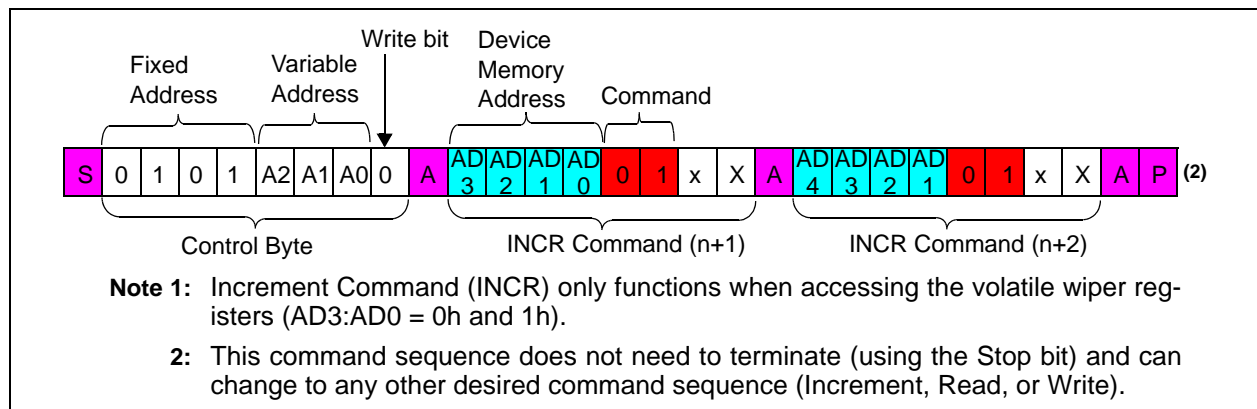 Write bit
Device
Memory
Address
Fixed
Address
Variable
Address
Command
S 0 1 0 1 A2 A1 A0 0 A AD3 AD2 AD1 AD0 0 1 x X A AD4 AD3 AD2 AD1 0 1 x X A P (2)
Control Byte INCR Command (n+1) INCR Command (n+2)
Note 1: Increment Command (INCR) only functions when accessing the volatile wiper reg-
isters (AD3:AD0 = 0h and 1h).
2: This command sequence does not need to terminate (using the Stop bit) and can
change to any other desired command sequence (Increment, Read, or Write).